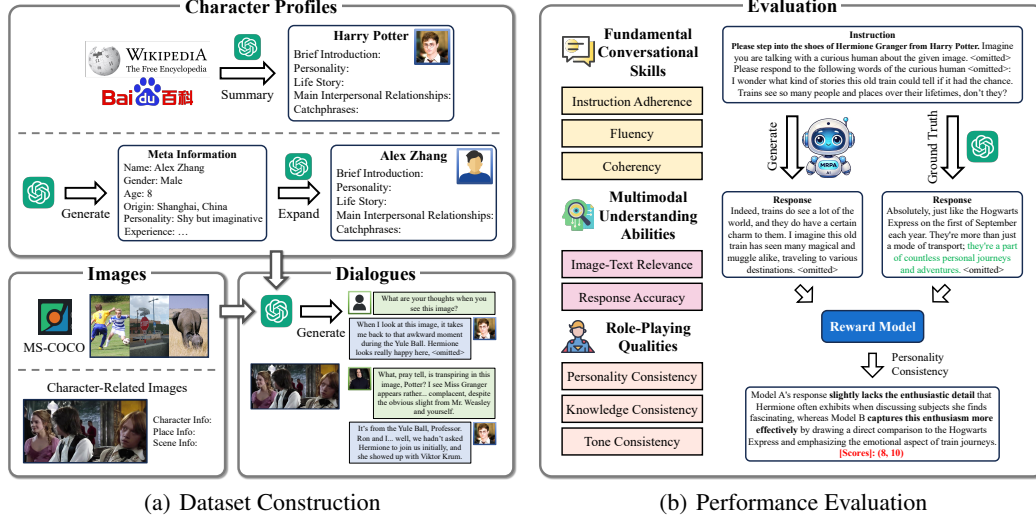 Character Profiles
WIKIPEDIA
The Free Encyclopedia
Bai du 百科
Summary
Harry Potter
Brief Introduction:
Personality:
Life Story:
Main Interpersonal Relationships:
Catchphrases:
Generate
Meta Information
Name: Alex Zhang
Gender: Male
Age: 8
Origin: Shanghai, China
Personality: Shy but imaginative
Experience: …
Expand
Alex Zhang
Brief Introduction:
Personality:
Life Story:
Main Interpersonal Relationships:
Catchphrases:
Images
MS-COCO
Character-Related Images
Character Info:
Place Info:
Scene Info:
Dialogues
Generate
What are your thoughts when you
see this image?
When I look at this image, it takes
me back to that awkward moment
during the Yule Ball. Hermione
looks really happy here, <omitted>
What, pray tell, is transpiring in this
image, Potter? I see Miss Granger
appears rather... complacent, despite
the obvious slight from Mr. Weasley
and yourself.
It's from the Yule Ball, Professor.
Ron and I... well, we hadn't asked
Hermione to join us initially, and
she showed up with Viktor Krum.
(a) Dataset Construction
Evaluation
Fundamental
Conversational
Skills
Instruction Adherence
Fluency
Coherency
Multimodal
Understanding
Abilities
Image-Text Relevance
Response Accuracy
Role-Playing
Qualities
Personality Consistency
Knowledge Consistency
Tone Consistency
Instruction
Please step into the shoes of Hermione Granger from Harry Potter. Imagine
you are talking with a curious human about the given image. <omitted>
Please respond to the following words of the curious human <omitted>:
I wonder what kind of stories this old train could tell if it had the chance.
Trains see so many people and places over their lifetimes, don't they?
Generate
MRPA
Ground Truth
Response
Indeed, trains do see a lot of the
world, and they do have a certain
charm to them. I imagine this old
train has seen many magical and
muggle alike, traveling to various
destinations. <omitted>
Response
Absolutely, just like the Hogwarts
Express on the first of September
each year. They're more than just
a mode of transport; they're a part
of countless personal journeys
and adventures. <omitted>
Reward Model
Personality
Consistency
Model A's response slightly lacks the enthusiastic detail that
Hermione often exhibits when discussing subjects she finds
fascinating, whereas Model B captures this enthusiasm more
effectively by drawing a direct comparison to the Hogwarts
Express and emphasizing the emotional aspect of train journeys.
[Scores]: (8, 10)
(b) Performance Evaluation